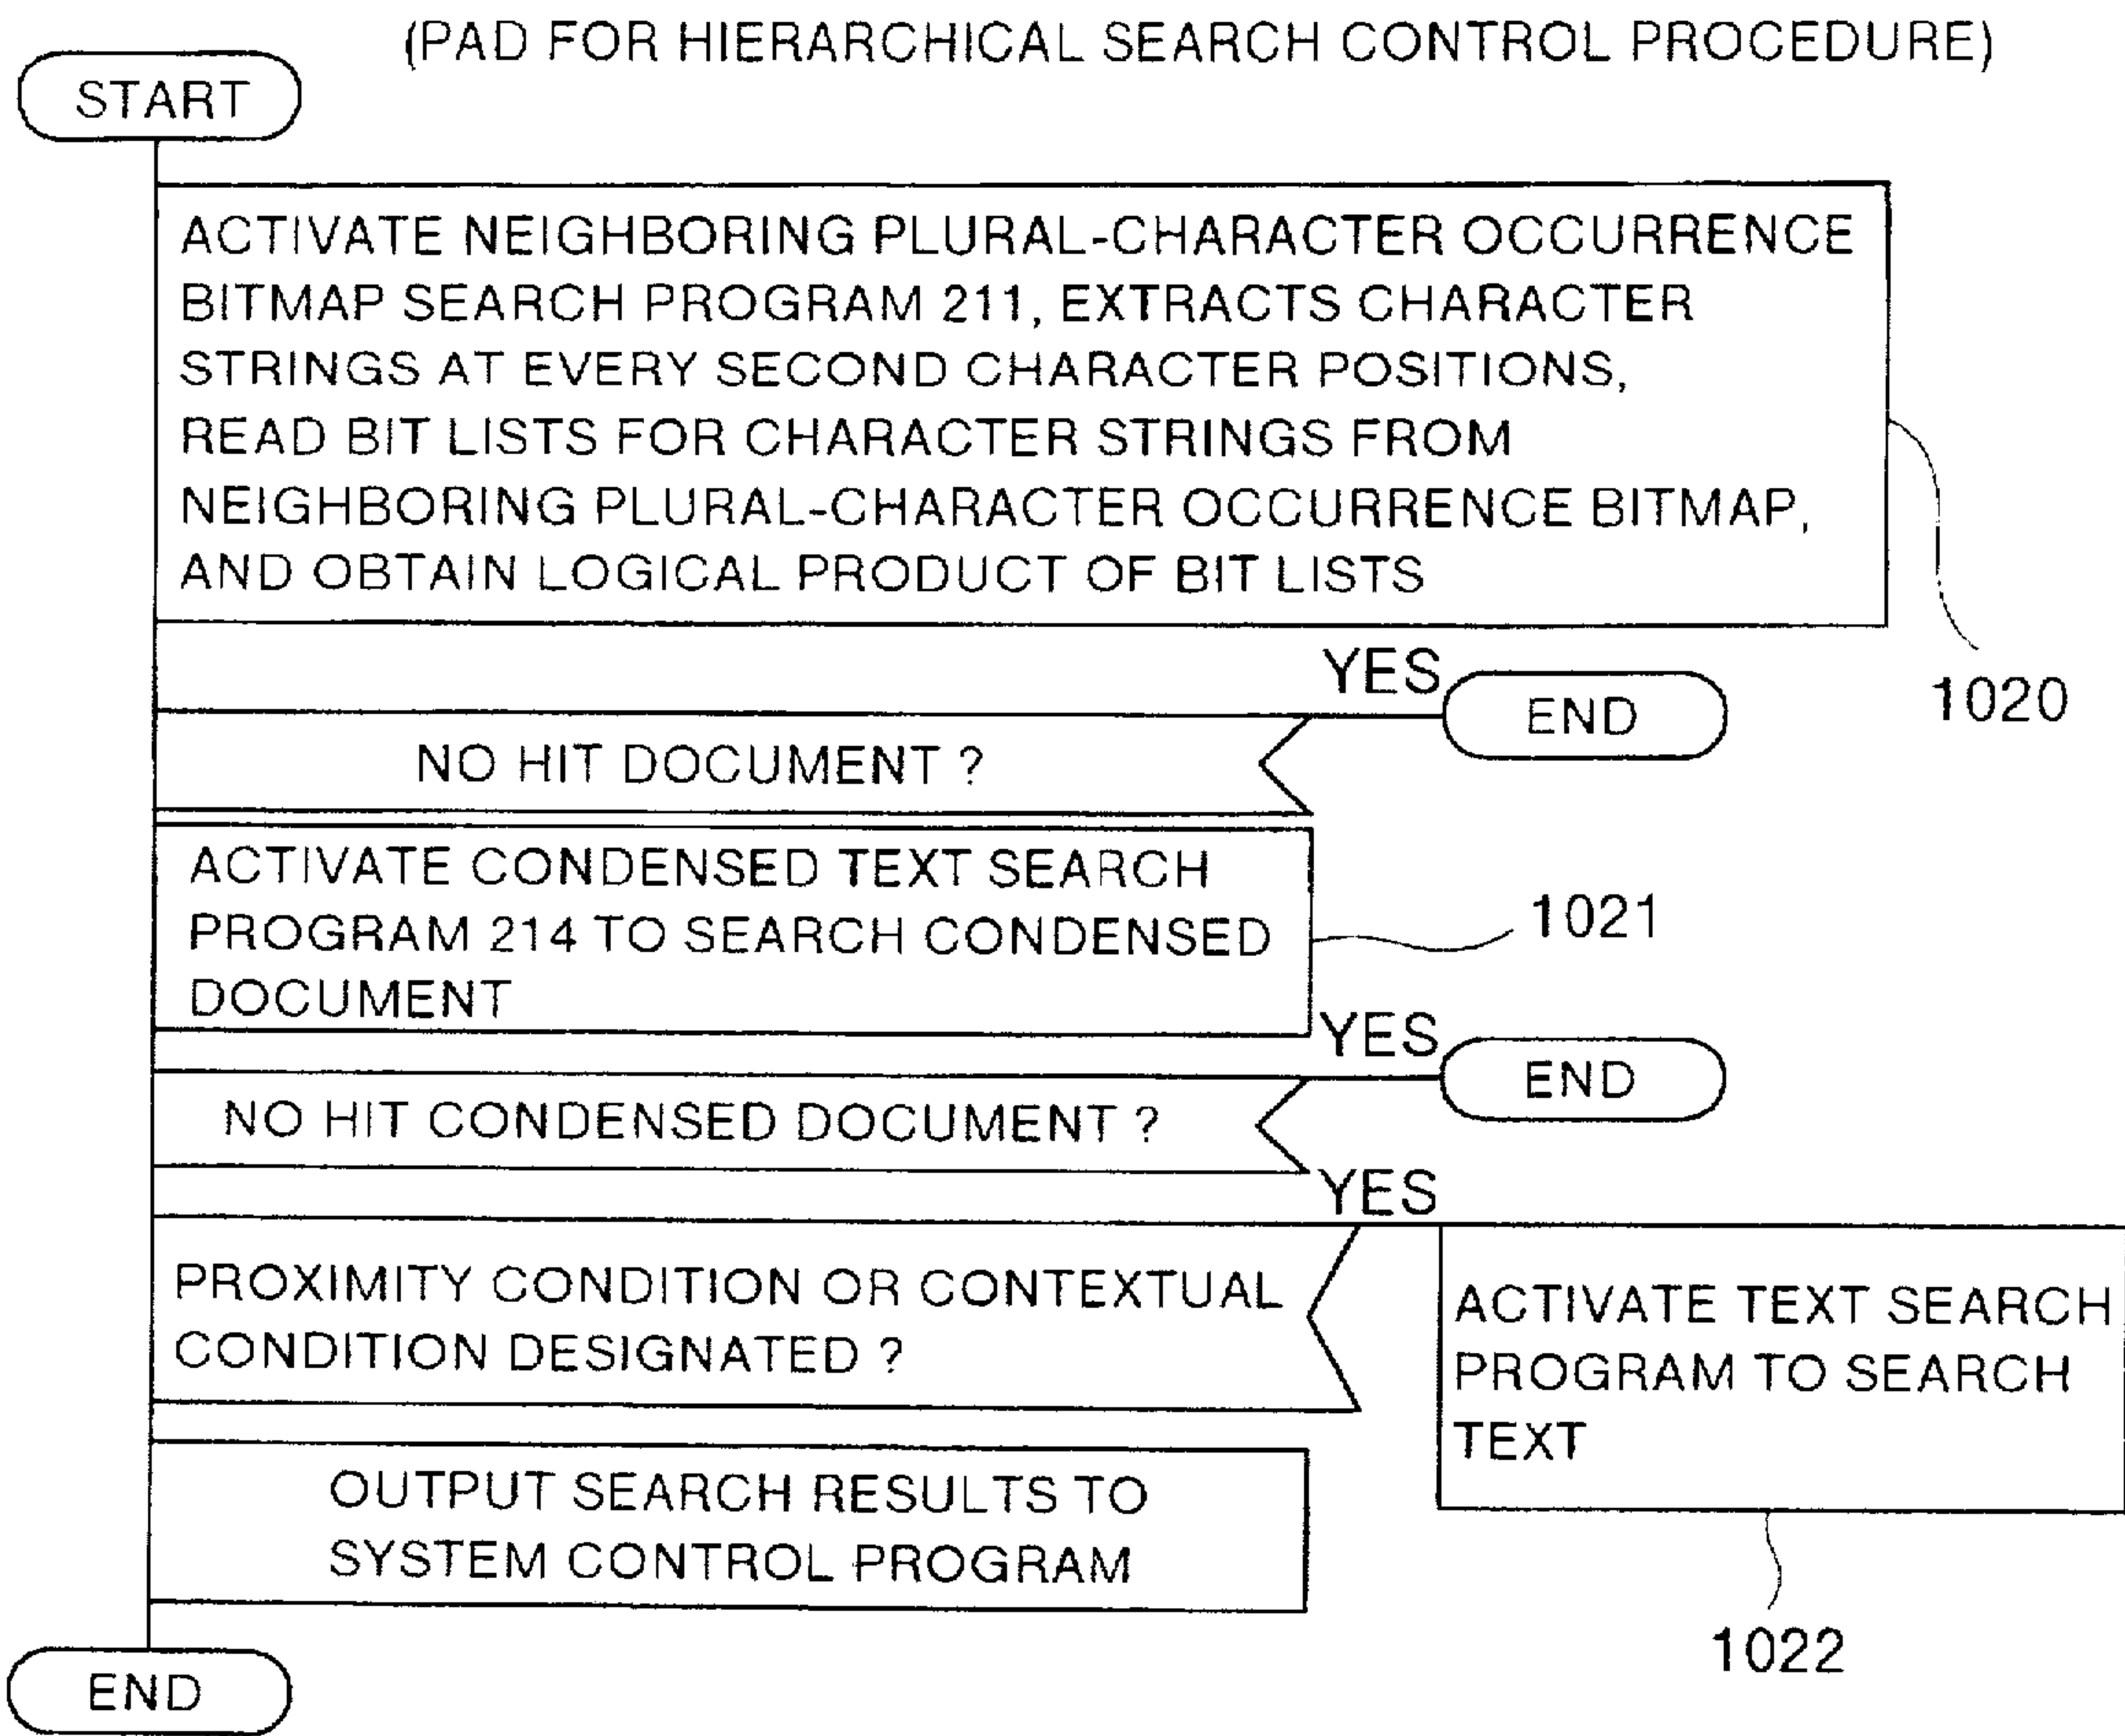 (PAD FOR HIERARCHICAL SEARCH CONTROL PROCEDURE)
START
ACTIVATE NEIGHBORING PLURAL-CHARACTER OCCURRENCE
BITMAP SEARCH PROGRAM 211, EXTRACTS CHARACTER
STRINGS AT EVERY SECOND CHARACTER POSITIONS,
READ BIT LISTS FOR CHARACTER STRINGS FROM
NEIGHBORING PLURAL-CHARACTER OCCURRENCE BITMAP,
AND OBTAIN LOGICAL PRODUCT OF BIT LISTS
1020
YES
END
NO HIT DOCUMENT ?
ACTIVATE CONDENSED TEXT SEARCH
PROGRAM 214 TO SEARCH CONDENSED
DOCUMENT
1021
YES
END
NO HIT CONDENSED DOCUMENT ?
YES
PROXIMITY CONDITION OR CONTEXTUAL
CONDITION DESIGNATED ?
ACTIVATE TEXT SEARCH
PROGRAM TO SEARCH
TEXT
1022
OUTPUT SEARCH RESULTS TO
SYSTEM CONTROL PROGRAM
END